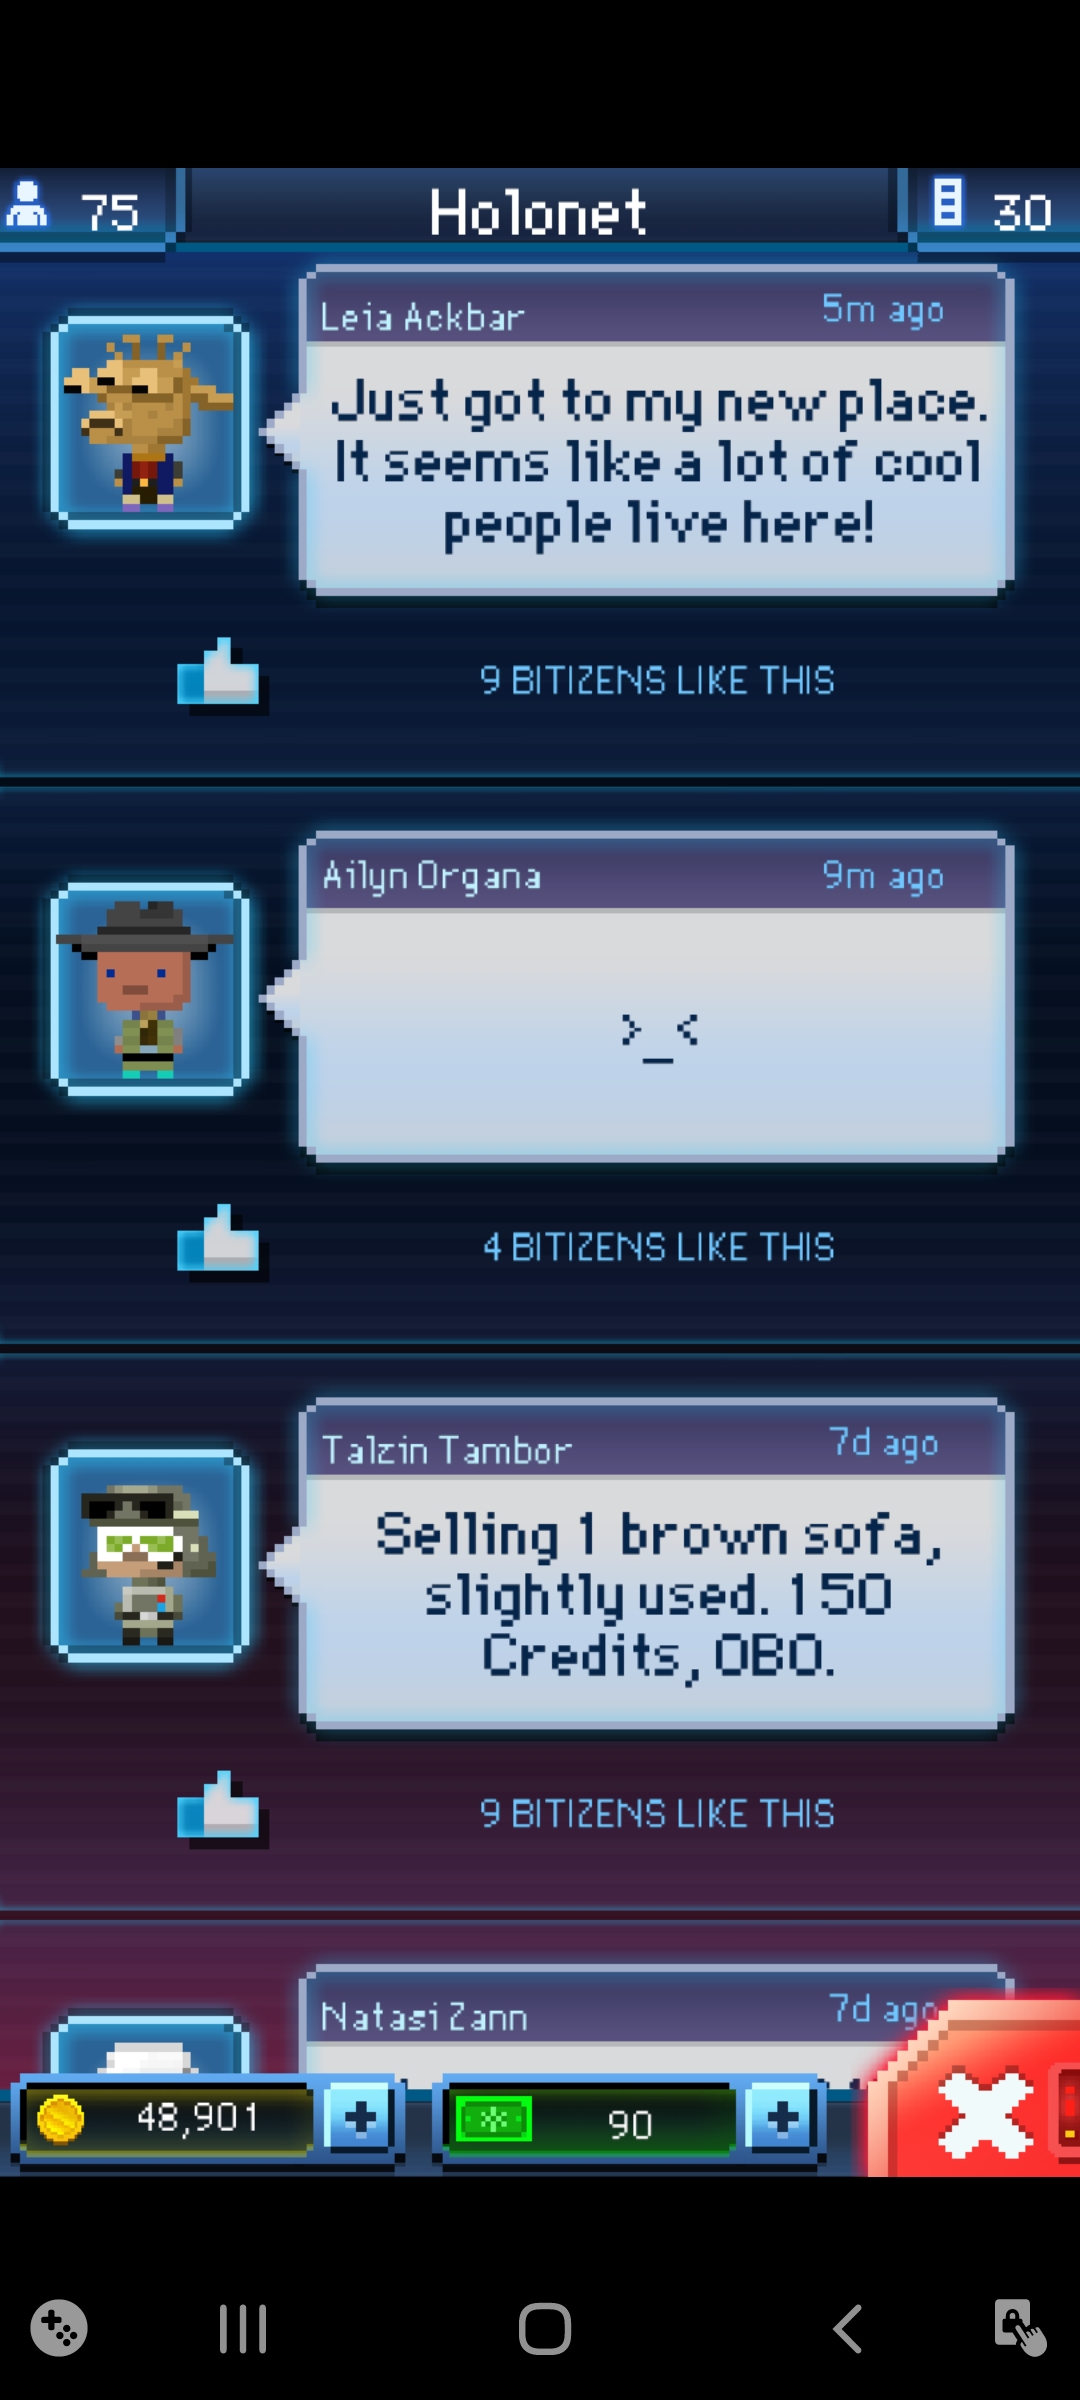 75
Holonet
30
Leia Ackbar
5m ago
Just got to my new place.
It seems like a lot of cool
people live here!
9 BITIZENS LIKE THIS
Ailyn Organa
9m ago
>_<
4 BITIZENS LIKE THIS
Talzin Tambor
7d ago
Selling 1 brown sofa,
slightly used. 150
Credits, OBO.
9 BITIZENS LIKE THIS
Natasi Zann
7d ago
48,901
90